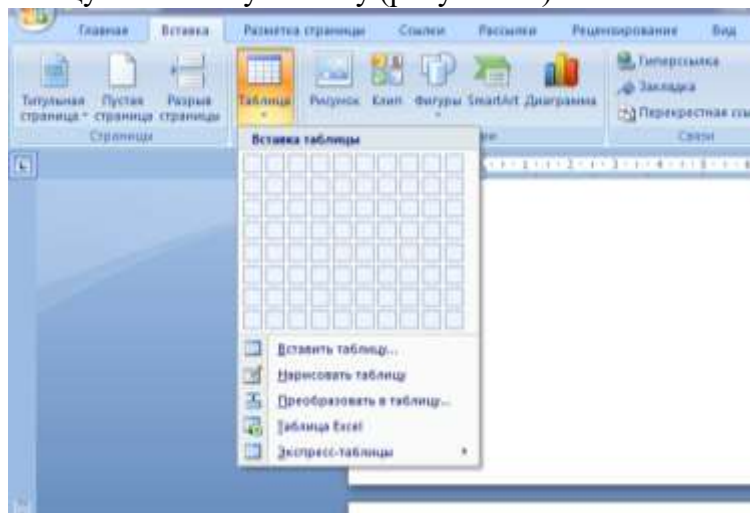 Главная Вставка Разметка страницы Ссылки Рассылки Рецензирование Вид
Титульная страница Пустая страница Разрыв страницы Таблица Рисунок Клип Фигуры SmartArt Диаграмма Гиперссылка
Закладка
Перекрестная
Страницы Связи
Вставка таблицы
Вставить таблицу...
Нарисовать таблицу
Преобразовать в таблицу...
Таблица Excel
Экспресс-таблицы